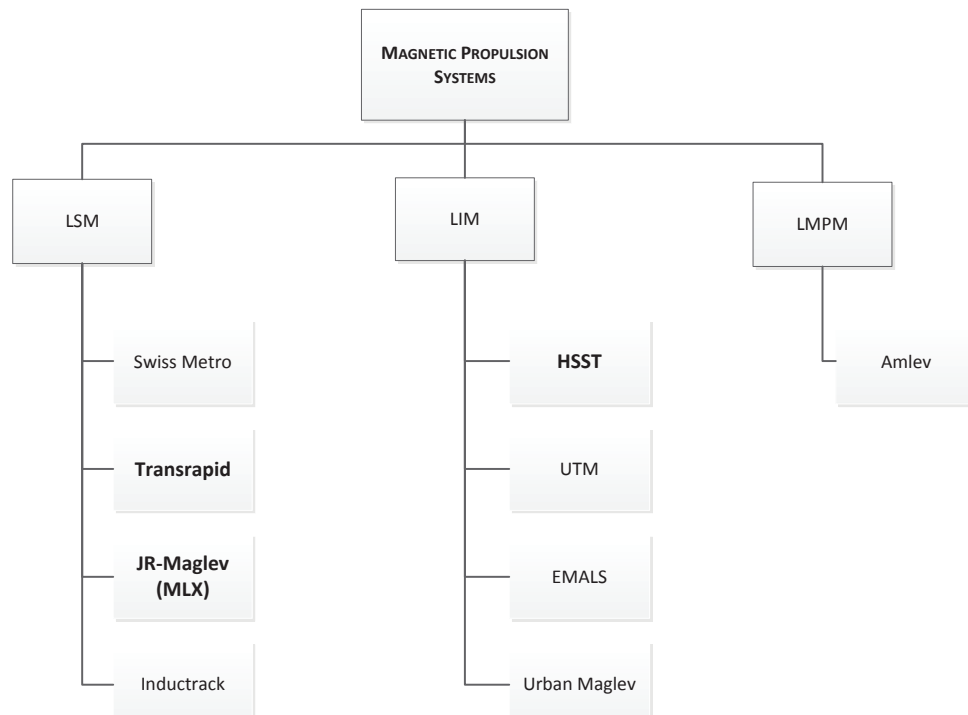 MAGNETIC PROPULSION
SYSTEMS
LSM
LIM
LMPM
Swiss Metro
Transrapid
JR-Maglev
(MLX)
Inductrack
HSST
UTM
EMALS
Urban Maglev
Amlev